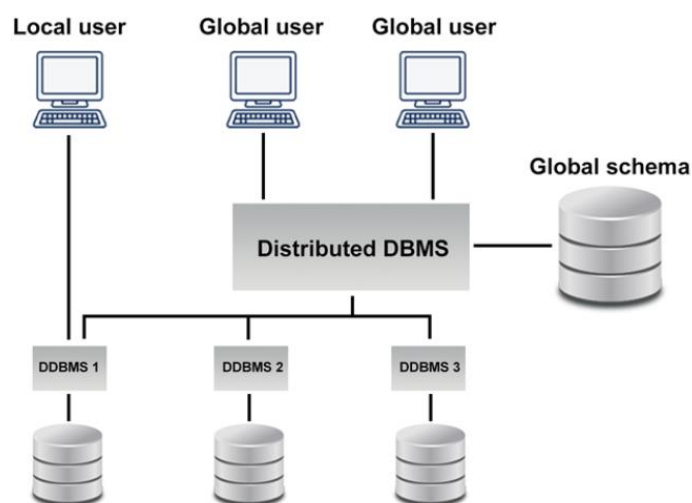 Local user
Global user
Global user
Global schema
Distributed DBMS
DDBMS 1
DDBMS 2
DDBMS 3